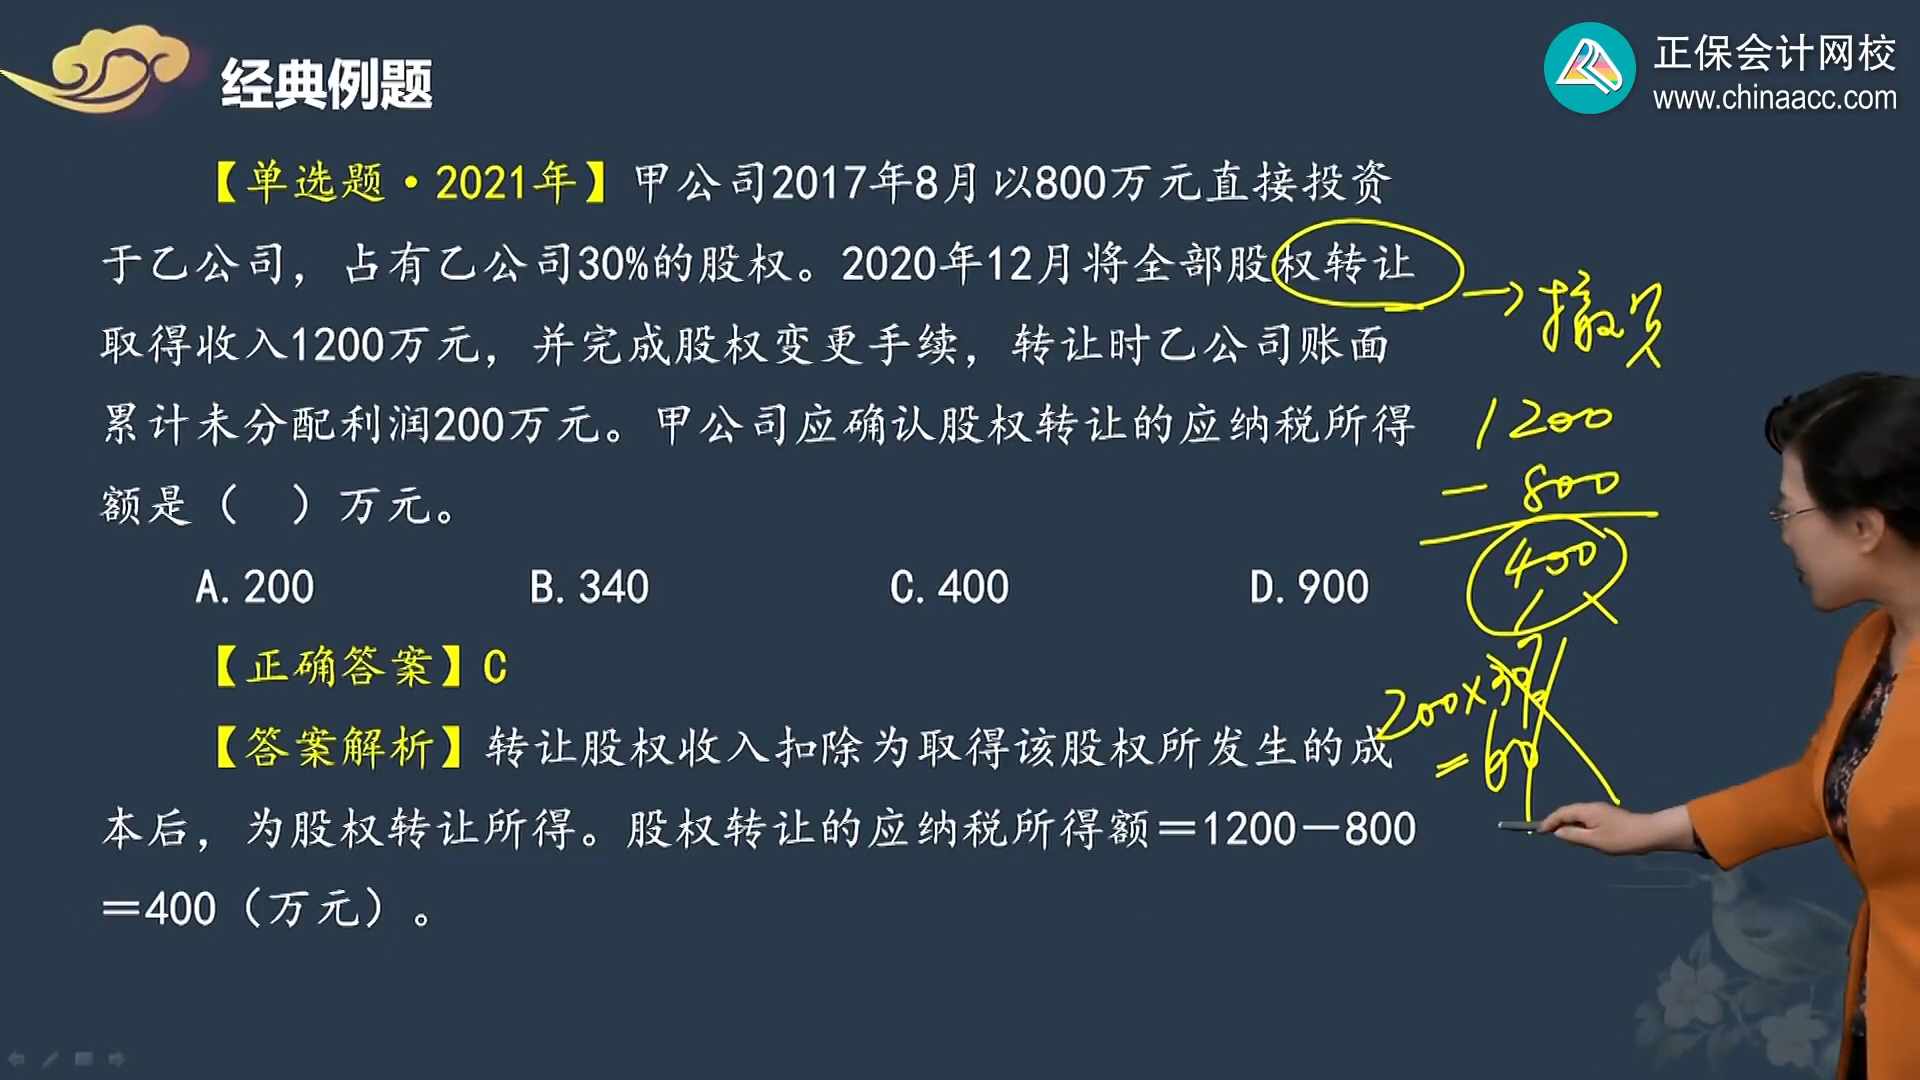 经典例题
正保会计网校
www.chinaacc.com
【单选题·2021年】甲公司2017年8月以800万元直接投资
于乙公司，占有乙公司30%的股权。2020年12月将全部股权转让
→撤资
取得收入1200万元，并完成股权变更手续，转让时乙公司账面
累计未分配利润200万元。甲公司应确认股权转让的应纳税所得
1200
额是（ ）万元。
-800
400
A.200 B.340 C.400 D.900
【正确答案】C
200×30%
=60
【答案解析】转让股权收入扣除为取得该股权所发生的成
本后，为股权转让所得。股权转让的应纳税所得额＝1200－800
＝400（万元）。